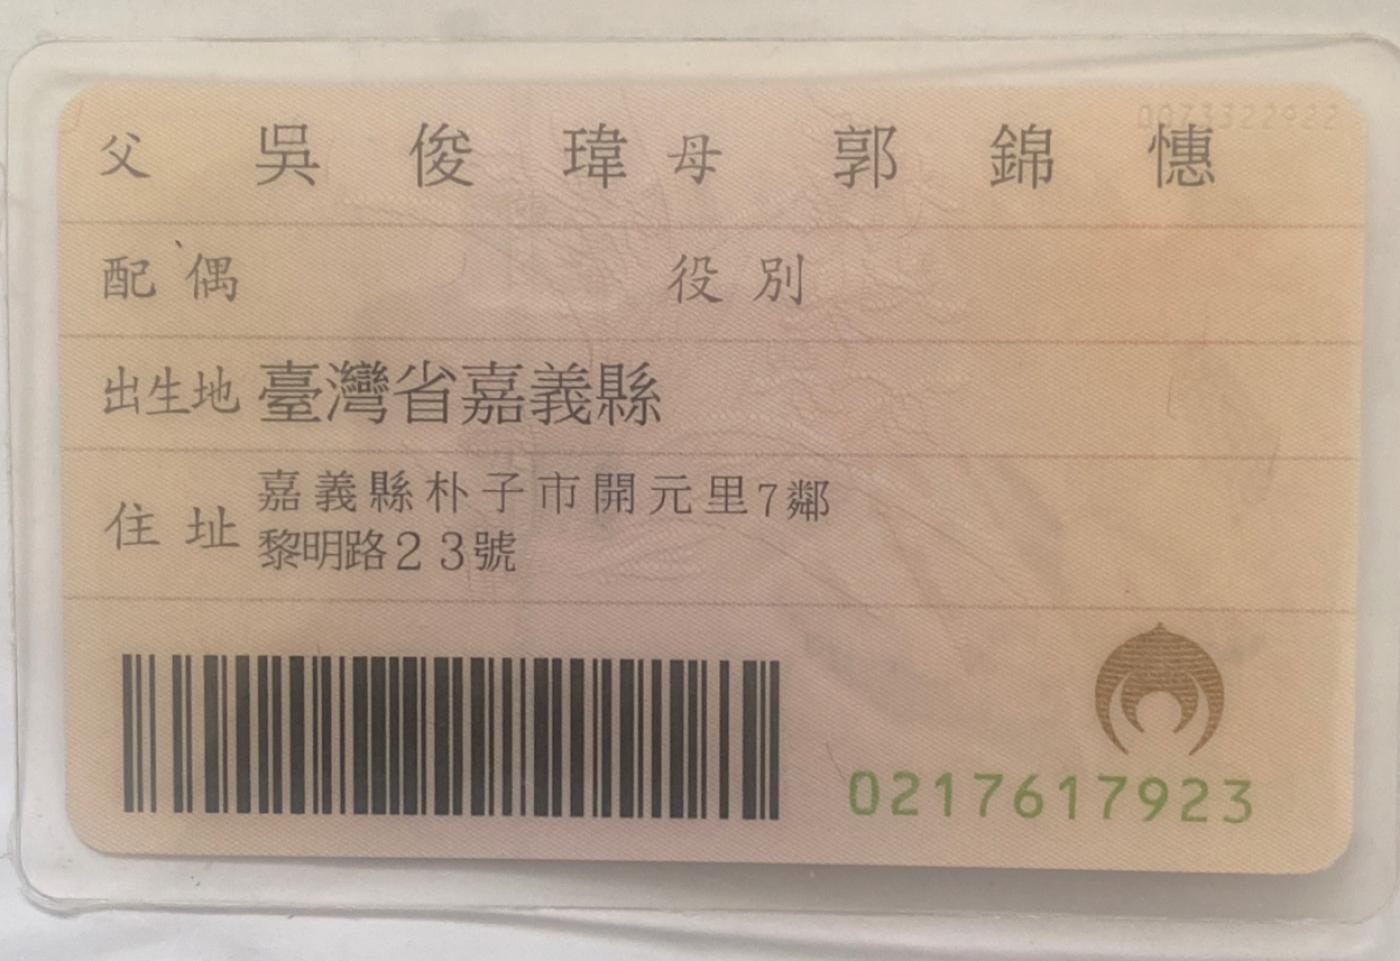 父 吳俊瑋 母 郭錦憓
配偶 役別
出生地 臺灣省嘉義縣
住址 嘉義縣朴子市開元里7鄰
黎明路23號
0217617923